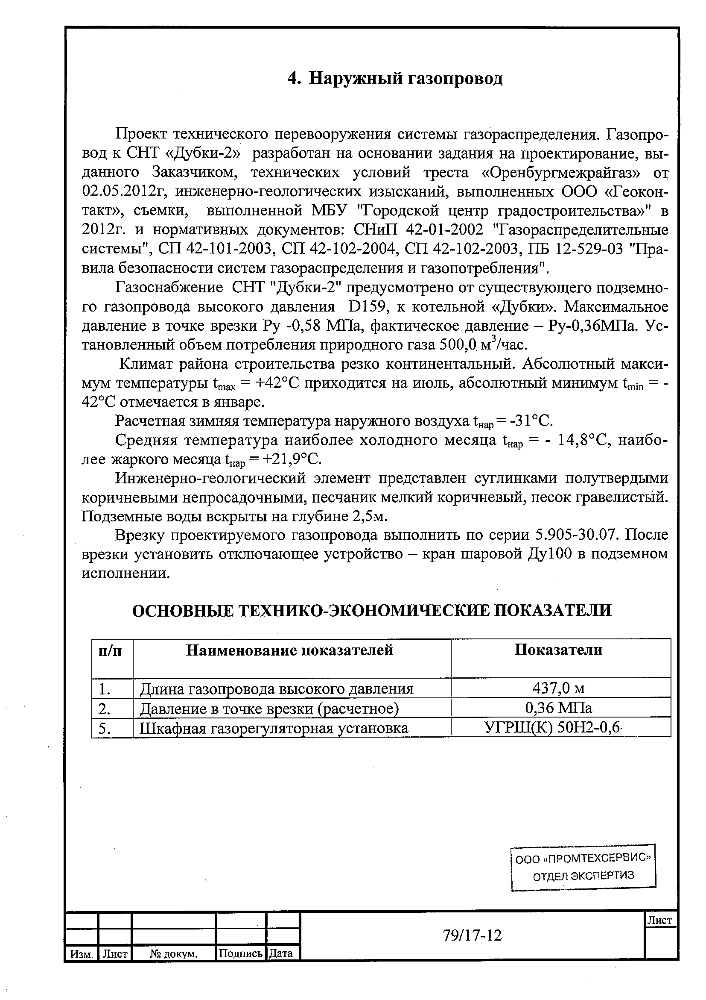 4. Наружный газопровод
Проект технического перевооружения системы газораспределения. Газопро-
вод к СНТ «Дубки-2» разработан на основании задания на проектирование, вы-
данного Заказчиком, технических условий треста «Оренбургмежрайгаз» от
02.05.2012г, инженерно-геологических изысканий, выполненных ООО «Геокон-
такт», съемки, выполненной МБУ "Городской центр градостроительства»" в
2012г. и нормативных документов: СНиП 42-01-2002 "Газораспределительные
системы", СП 42-101-2003, СП 42-102-2004, СП 42-102-2003, ПБ 12-529-03 "Пра-
вила безопасности систем газораспределения и газопотребления".
Газоснабжение СНТ "Дубки-2" предусмотрено от существующего подземно-
го газопровода высокого давления D159, к котельной «Дубки». Максимальное
давление в точке врезки Ру -0,58 МПа, фактическое давление – Ру-0,36МПа. Ус-
тановленный объем потребления природного газа 500,0 м³/час.
Климат района строительства резко континентальный. Абсолютный макси-
мум температуры tmax = +42°С приходится на июль, абсолютный минимум tmin = -
42°С отмечается в январе.
Расчетная зимняя температура наружного воздуха tнар = -31°С.
Средняя температура наиболее холодного месяца tнар = - 14,8°С, наибо-
лее жаркого месяца tнар = +21,9°С.
Инженерно-геологический элемент представлен суглинками полутвердыми
коричневыми непросадочными, песчаник мелкий коричневый, песок гравелистый.
Подземные воды вскрыты на глубине 2,5м.
Врезку проектируемого газопровода выполнить по серии 5.905-30.07. После
врезки установить отключающее устройство – кран шаровой Ду100 в подземном
исполнении.
ОСНОВНЫЕ ТЕХНИКО-ЭКОНОМИЧЕСКИЕ ПОКАЗАТЕЛИ
п/п Наименование показателей Показатели
1. Длина газопровода высокого давления 437,0 м
2. Давление в точке врезки (расчетное) 0,36 МПа
5. Шкафная газорегуляторная установка УГРШ(К) 50Н2-0,6
ООО «ПРОМТЕХСЕРВИС»
ОТДЕЛ ЭКСПЕРТИЗ
Лист
79/17-12
Изм. Лист № докум. Подпись Дата